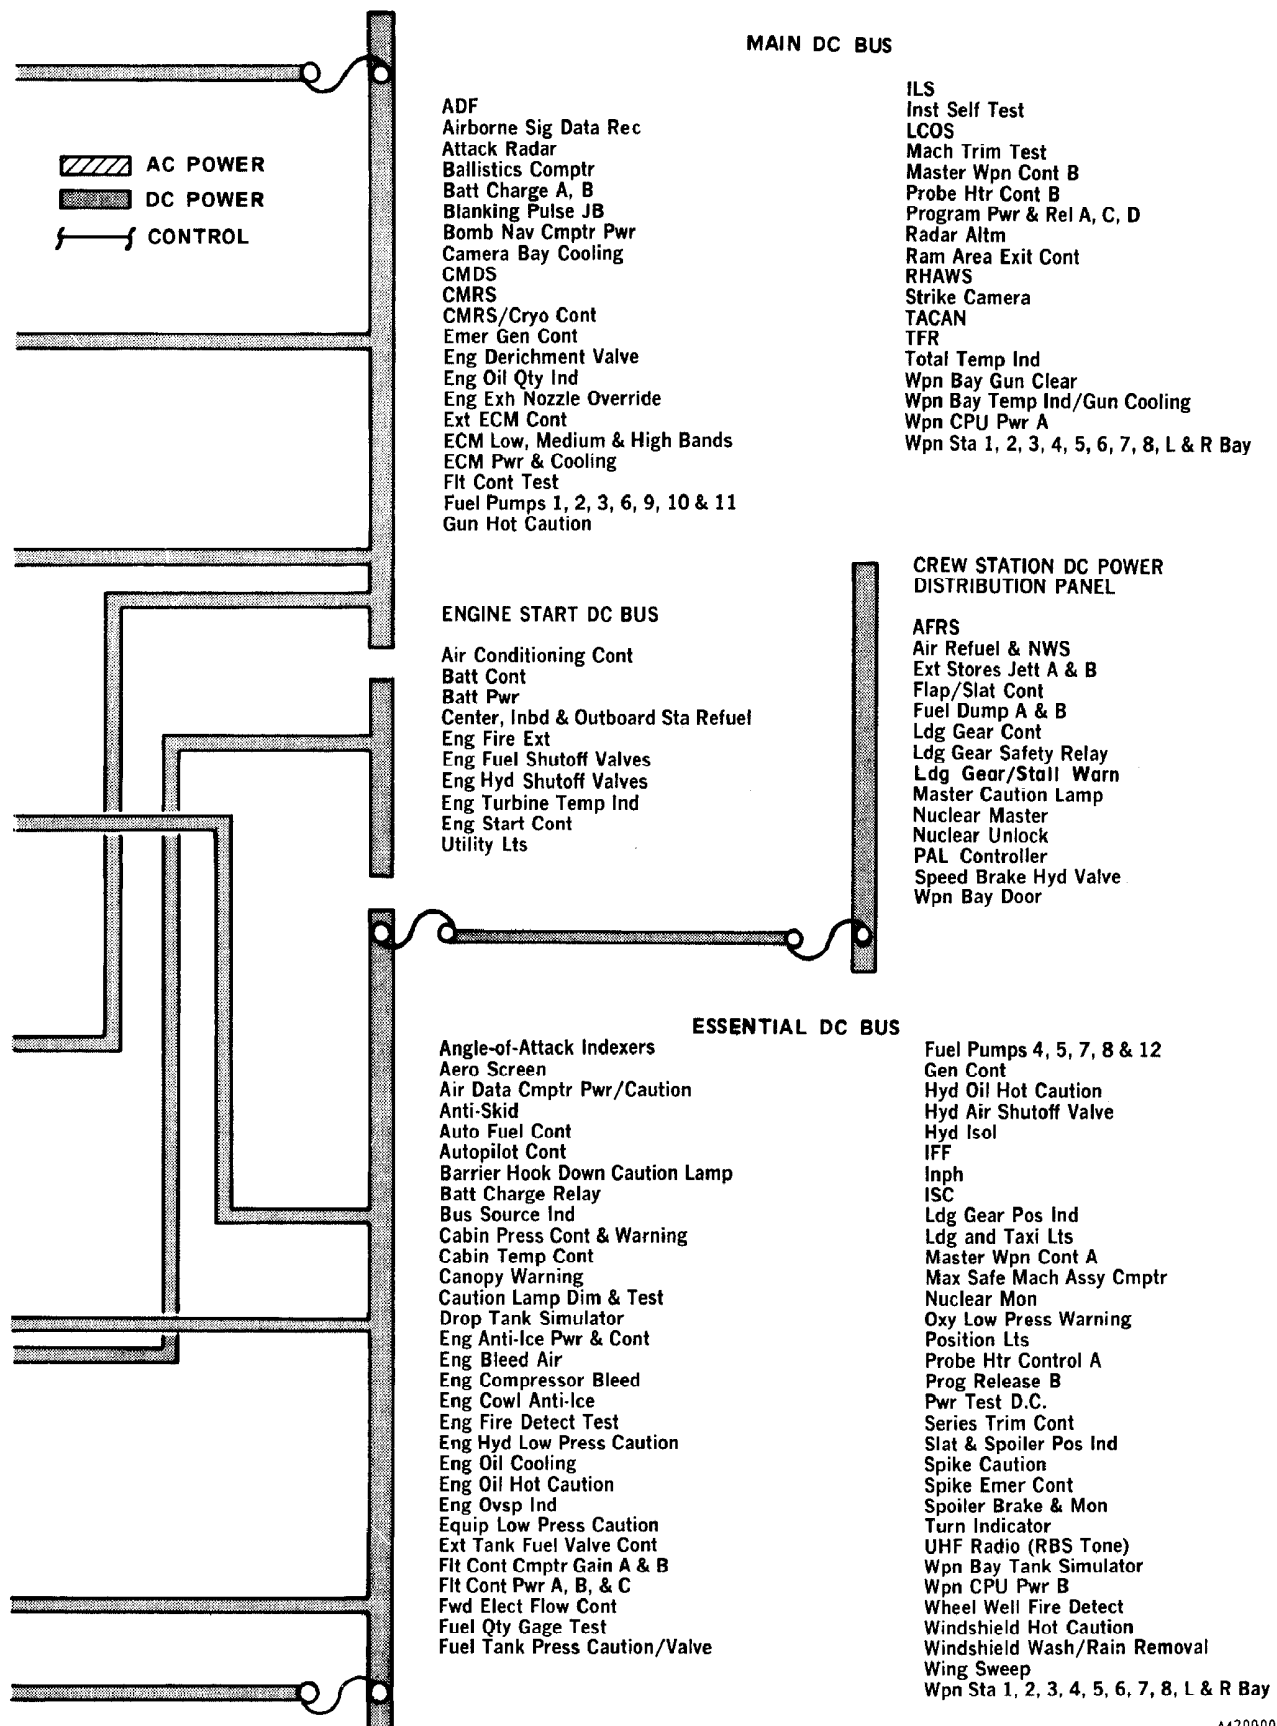 MAIN DC BUS
AC POWER
DC POWER
CONTROL
ADF
Airborne Sig Data Rec
Attack Radar
Ballistics Comptr
Batt Charge A, B
Blanking Pulse JB
Bomb Nav Cmptr Pwr
Camera Bay Cooling
CMDS
CMRS
CMRS/Cryo Cont
Emer Gen Cont
Eng Derichment Valve
Eng Oil Qty Ind
Eng Exh Nozzle Override
Ext ECM Cont
ECM Low, Medium & High Bands
ECM Pwr & Cooling
Flt Cont Test
Fuel Pumps 1, 2, 3, 6, 9, 10 & 11
Gun Hot Caution
ILS
Inst Self Test
LCOS
Mach Trim Test
Master Wpn Cont B
Probe Htr Cont B
Program Pwr & Rel A, C, D
Radar Altm
Ram Area Exit Cont
RHAWS
Strike Camera
TACAN
TFR
Total Temp Ind
Wpn Bay Gun Clear
Wpn Bay Temp Ind/Gun Cooling
Wpn CPU Pwr A
Wpn Sta 1, 2, 3, 4, 5, 6, 7, 8, L & R Bay
ENGINE START DC BUS
Air Conditioning Cont
Batt Cont
Batt Pwr
Center, Inbd & Outboard Sta Refuel
Eng Fire Ext
Eng Fuel Shutoff Valves
Eng Hyd Shutoff Valves
Eng Turbine Temp Ind
Eng Start Cont
Utility Lts
CREW STATION DC POWER
DISTRIBUTION PANEL
AFRS
Air Refuel & NWS
Ext Stores Jett A & B
Flap/Slat Cont
Fuel Dump A & B
Ldg Gear Cont
Ldg Gear Safety Relay
Ldg Gear/Stall Warn
Master Caution Lamp
Nuclear Master
Nuclear Unlock
PAL Controller
Speed Brake Hyd Valve
Wpn Bay Door
ESSENTIAL DC BUS
Angle-of-Attack Indexers
Aero Screen
Air Data Cmptr Pwr/Caution
Anti-Skid
Auto Fuel Cont
Autopilot Cont
Barrier Hook Down Caution Lamp
Batt Charge Relay
Bus Source Ind
Cabin Press Cont & Warning
Cabin Temp Cont
Canopy Warning
Caution Lamp Dim & Test
Drop Tank Simulator
Eng Anti-Ice Pwr & Cont
Eng Bleed Air
Eng Compressor Bleed
Eng Cowl Anti-Ice
Eng Fire Detect Test
Eng Hyd Low Press Caution
Eng Oil Cooling
Eng Oil Hot Caution
Eng Ovsp Ind
Equip Low Press Caution
Ext Tank Fuel Valve Cont
Flt Cont Cmptr Gain A & B
Flt Cont Pwr A, B, & C
Fwd Elect Flow Cont
Fuel Qty Gage Test
Fuel Tank Press Caution/Valve
Fuel Pumps 4, 5, 7, 8 & 12
Gen Cont
Hyd Oil Hot Caution
Hyd Air Shutoff Valve
Hyd Isol
IFF
Inph
ISC
Ldg Gear Pos Ind
Ldg and Taxi Lts
Master Wpn Cont A
Max Safe Mach Assy Cmptr
Nuclear Mon
Oxy Low Press Warning
Position Lts
Probe Htr Control A
Prog Release B
Pwr Test D.C.
Series Trim Cont
Slat & Spoiler Pos Ind
Spike Caution
Spike Emer Cont
Spoiler Brake & Mon
Turn Indicator
UHF Radio (RBS Tone)
Wpn Bay Tank Simulator
Wpn CPU Pwr B
Wheel Well Fire Detect
Windshield Hot Caution
Windshield Wash/Rain Removal
Wing Sweep
Wpn Sta 1, 2, 3, 4, 5, 6, 7, 8, L & R Bay